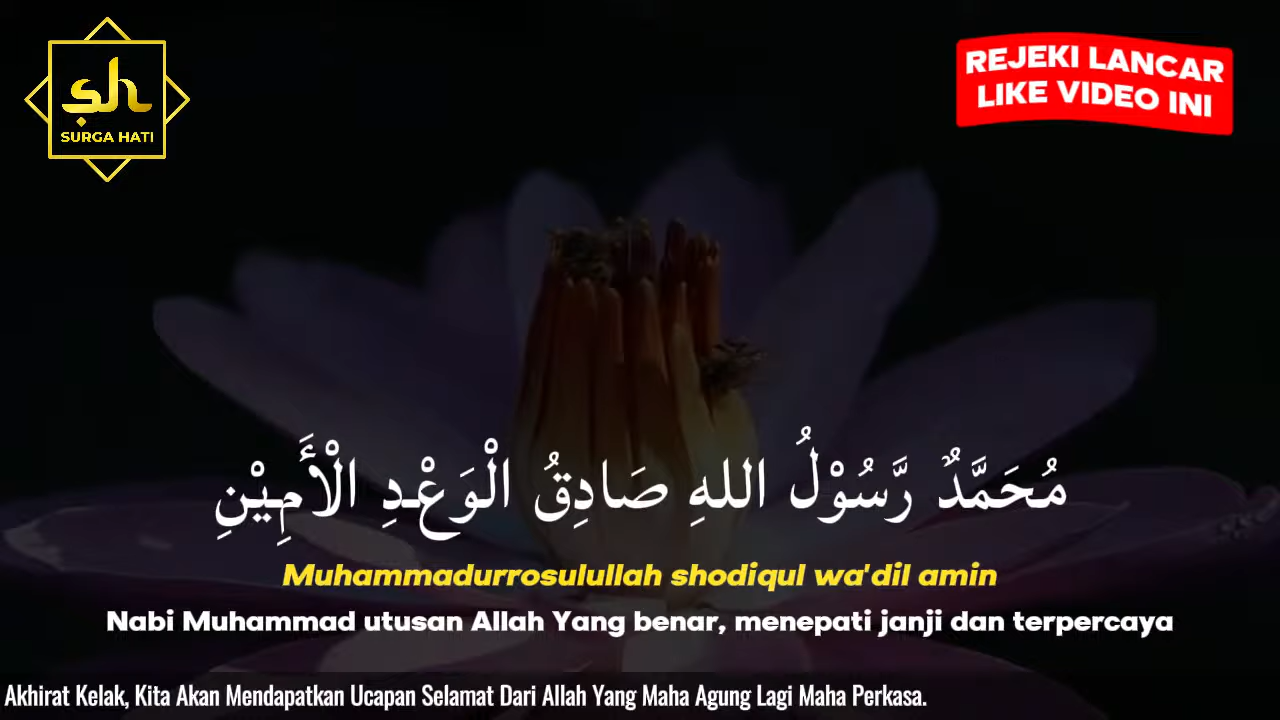 sh
SURGA HATI
REJEKI LANCAR
LIKE VIDEO INI
مُحَمَّدٌ رَّسُوْلُ اللهِ صَادِقُ الْوَعْدِ الْأَمِيْنِ
Muhammadurrosulullah shodiqul wa'dil amin
Nabi Muhammad utusan Allah Yang benar, menepati janji dan terpercaya
Akhirat Kelak, Kita Akan Mendapatkan Ucapan Selamat Dari Allah Yang Maha Agung Lagi Maha Perkasa.